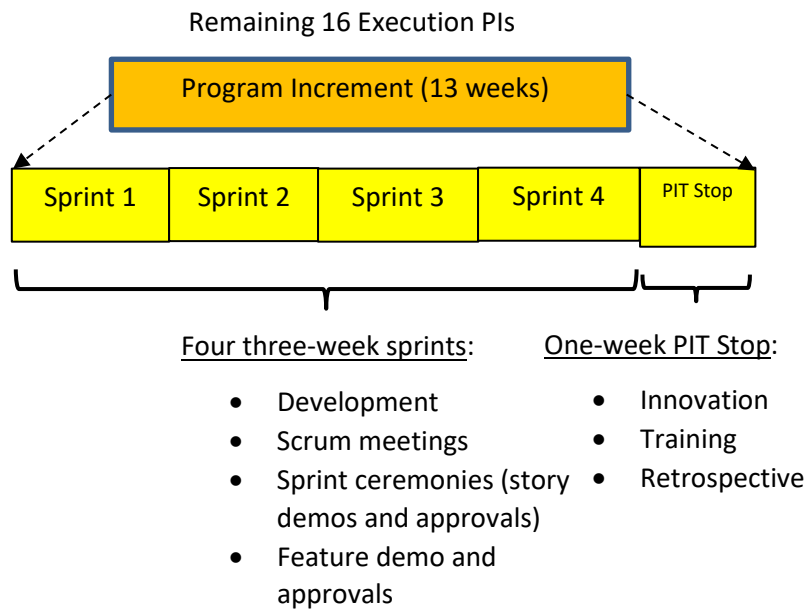 Remaining 16 Execution PIs
Program Increment (13 weeks)
Sprint 1
Sprint 2
Sprint 3
Sprint 4
PIT Stop
Four three-week sprints:
• Development
• Scrum meetings
• Sprint ceremonies (story
demos and approvals)
• Feature demo and
approvals
One-week PIT Stop:
• Innovation
• Training
• Retrospective